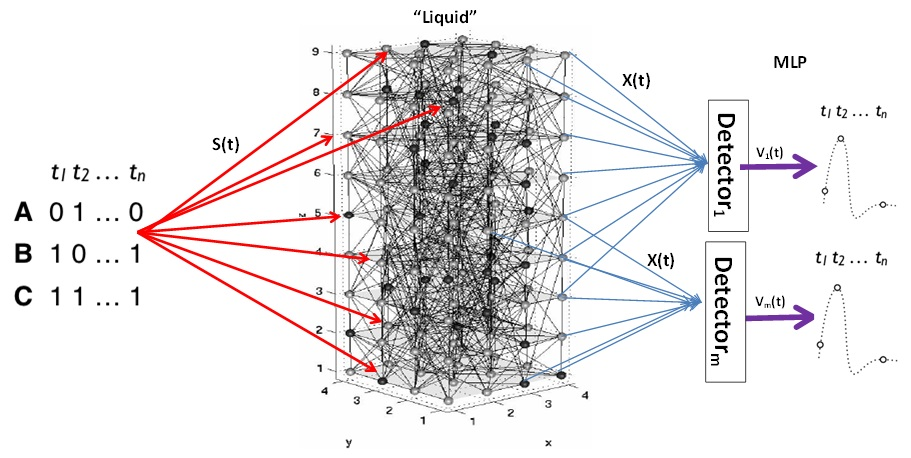 “Liquid”
MLP
S(t)
t1 t2 ... tn
A 0 1 ... 0
B 1 0 ... 1
C 1 1 ... 1
9
8
7
6
5
4
3
2
1
4
3
2
1
y
1
2
3
4
x
X(t)
X(t)
Detector1
V1(t)
t1 t2 ... tn
Detectorm
Vm(t)
t1 t2 ... tn